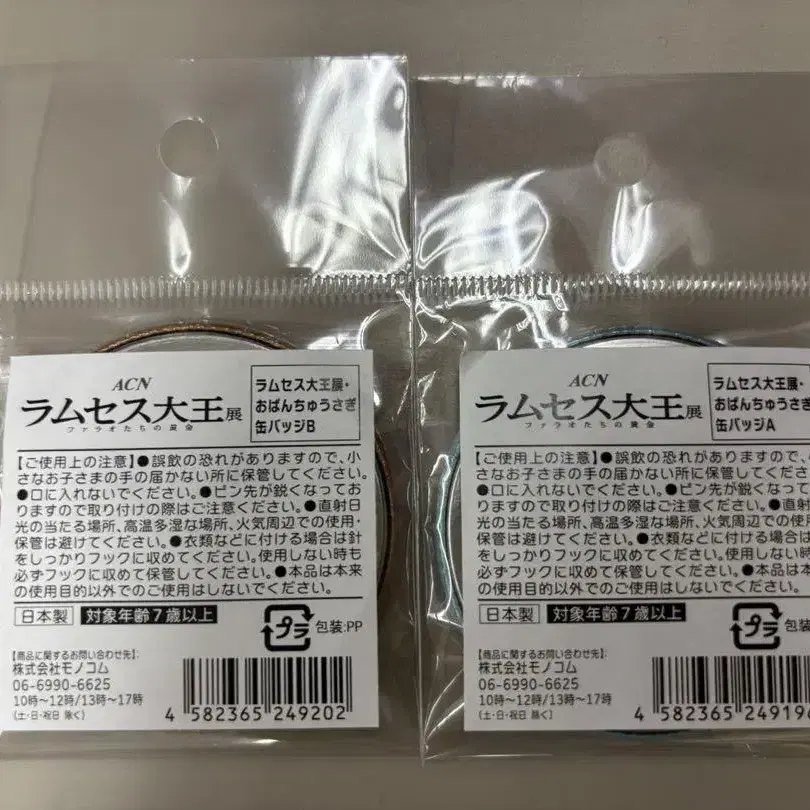 ACN
ラムセス大王展
ファラオたちの黄金
ラムセス大王展・
おぱんちゅうさぎ
缶バッジB
【ご使用上の注意】●誤飲の恐れがありますので、小
さなお子さまの手の届かない所に保管してください。
●口に入れないでください。●ピン先が鋭くなってお
りますので取り付けの際はご注意ください。●直射日
光の当たる場所、高温多湿な場所、火気周辺での使用・
保管は避けてください。●衣類などに付ける場合は針
をしっかりフックに収めてください。使用しない時も
必ずフックに収めて保管してください。●本品は本来
の使用目的以外でのご使用はしないでください。
日本製 対象年齢7歳以上
プラ 包装:PP
【商品に関するお問い合わせ先】:
株式会社モノコム
06-6990-6625
10時〜12時/13時〜17時
(土・日・祝日 除く)
4 582365 249202
ACN
ラムセス大王展
ファラオたちの黄金
ラムセス大王展・
おぱんちゅうさぎ
缶バッジA
【ご使用上の注意】●誤飲の恐れがありますので、
さなお子さまの手の届かない所に保管してください
●口に入れないでください。●ピン先が鋭くなって
りますので取り付けの際はご注意ください。●直射
光の当たる場所、高温多湿な場所、火気周辺での使用
保管は避けてください。●衣類などに付ける場合は
をしっかりフックに収めてください。使用しない時
必ずフックに収めて保管してください。●本品は本
の使用目的以外でのご使用はしないでください。
日本製 対象年齢7歳以上
プラ 包装
【商品に関するお問い合わせ先】:
株式会社モノコム
06-6990-6625
10時〜12時/13時〜17時
(土・日・祝日 除く)
4 582365 24919